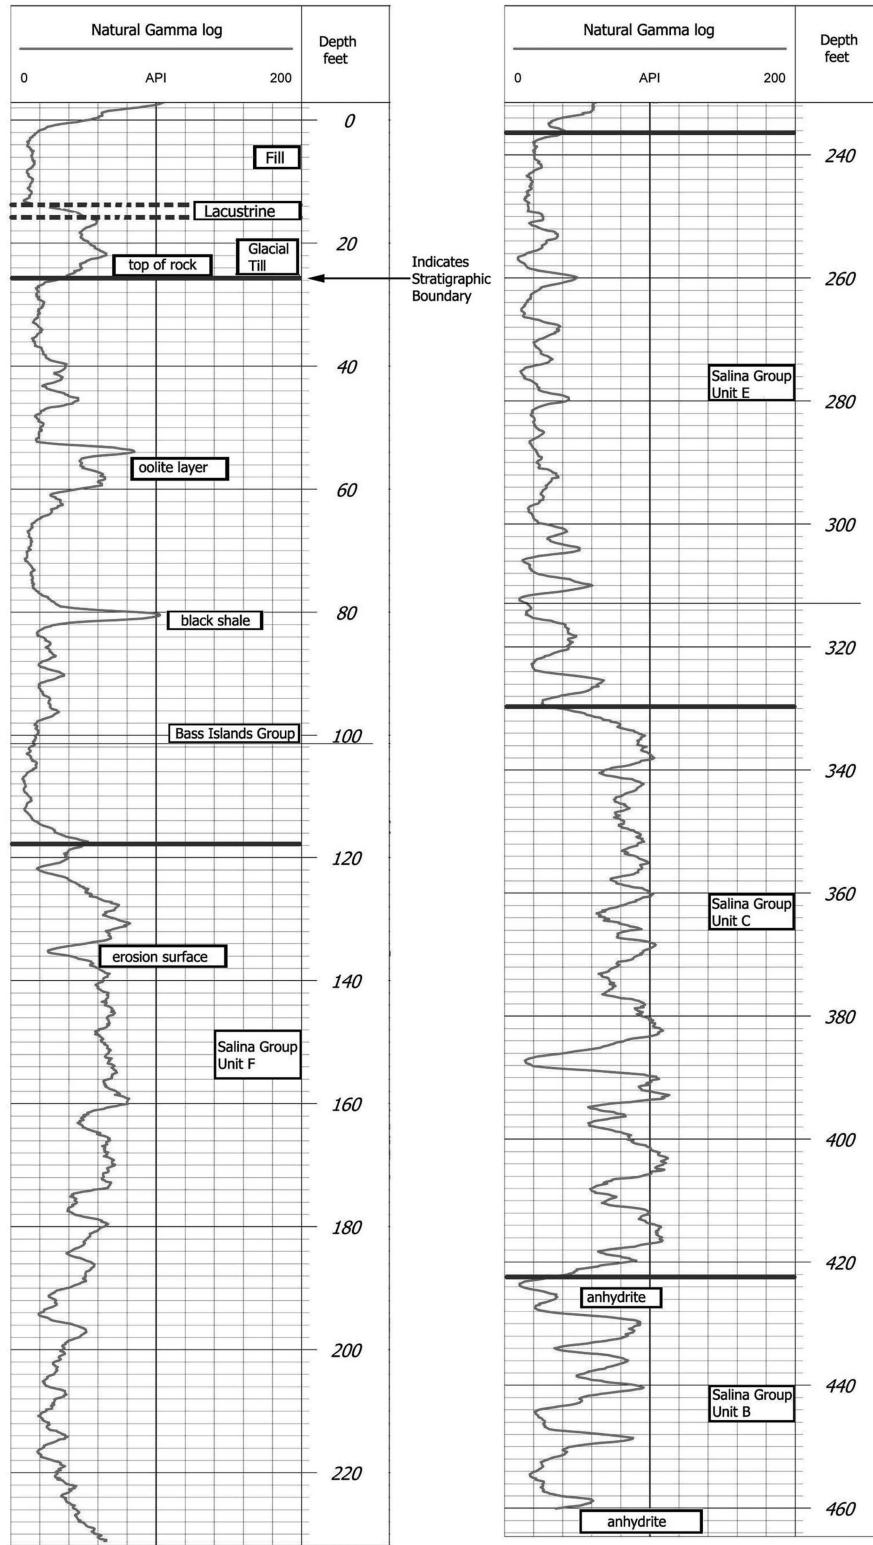 Natural Gamma log
Depth
feet
0 API 200
0
Fill
Lacustrine
20
Glacial
Till
top of rock
Indicates
Stratigraphic
Boundary
40
oolite layer
60
80
black shale
Bass Islands Group
100
120
erosion surface
140
Salina Group
Unit F
160
180
200
220
Natural Gamma log
Depth
feet
0 API 200
240
260
Salina Group
Unit E
280
300
320
340
360
Salina Group
Unit C
380
400
420
anhydrite
440
Salina Group
Unit B
460
anhydrite